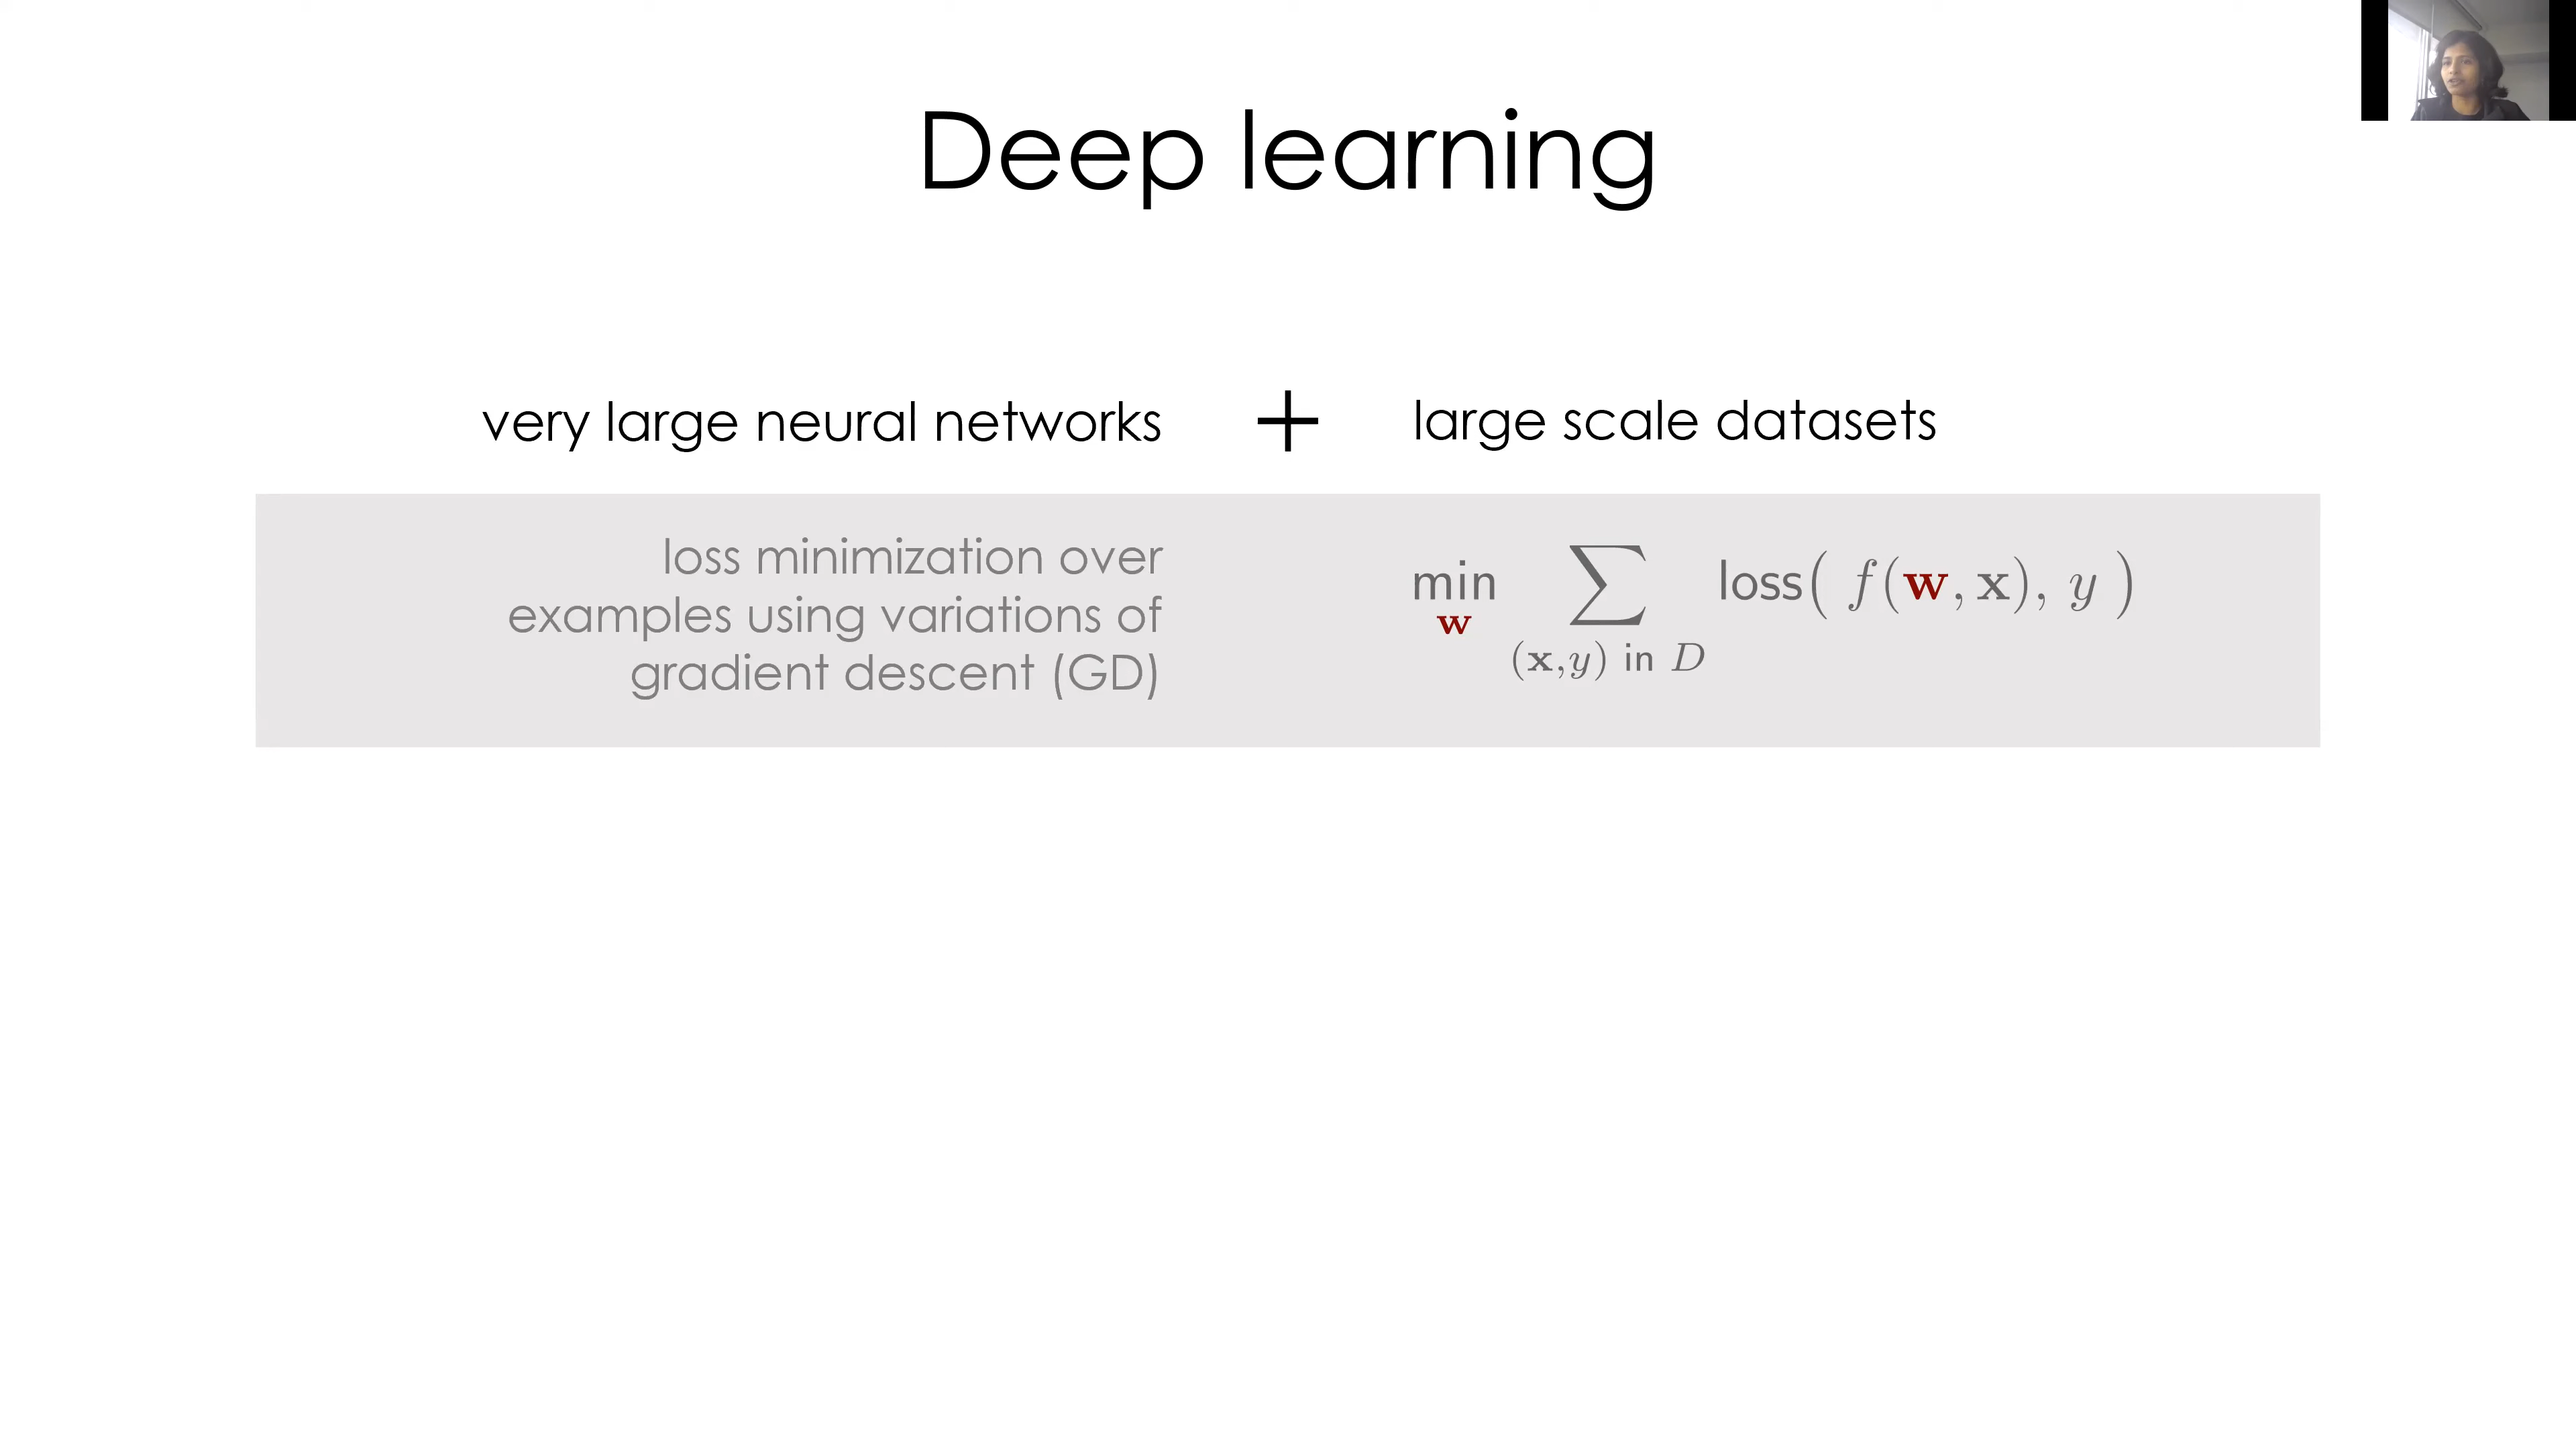 Deep learning
very large neural networks + large scale datasets
loss minimization over
examples using variations of
gradient descent (GD)
min ∑ loss( f(w, x), y )
w
(x,y) in D